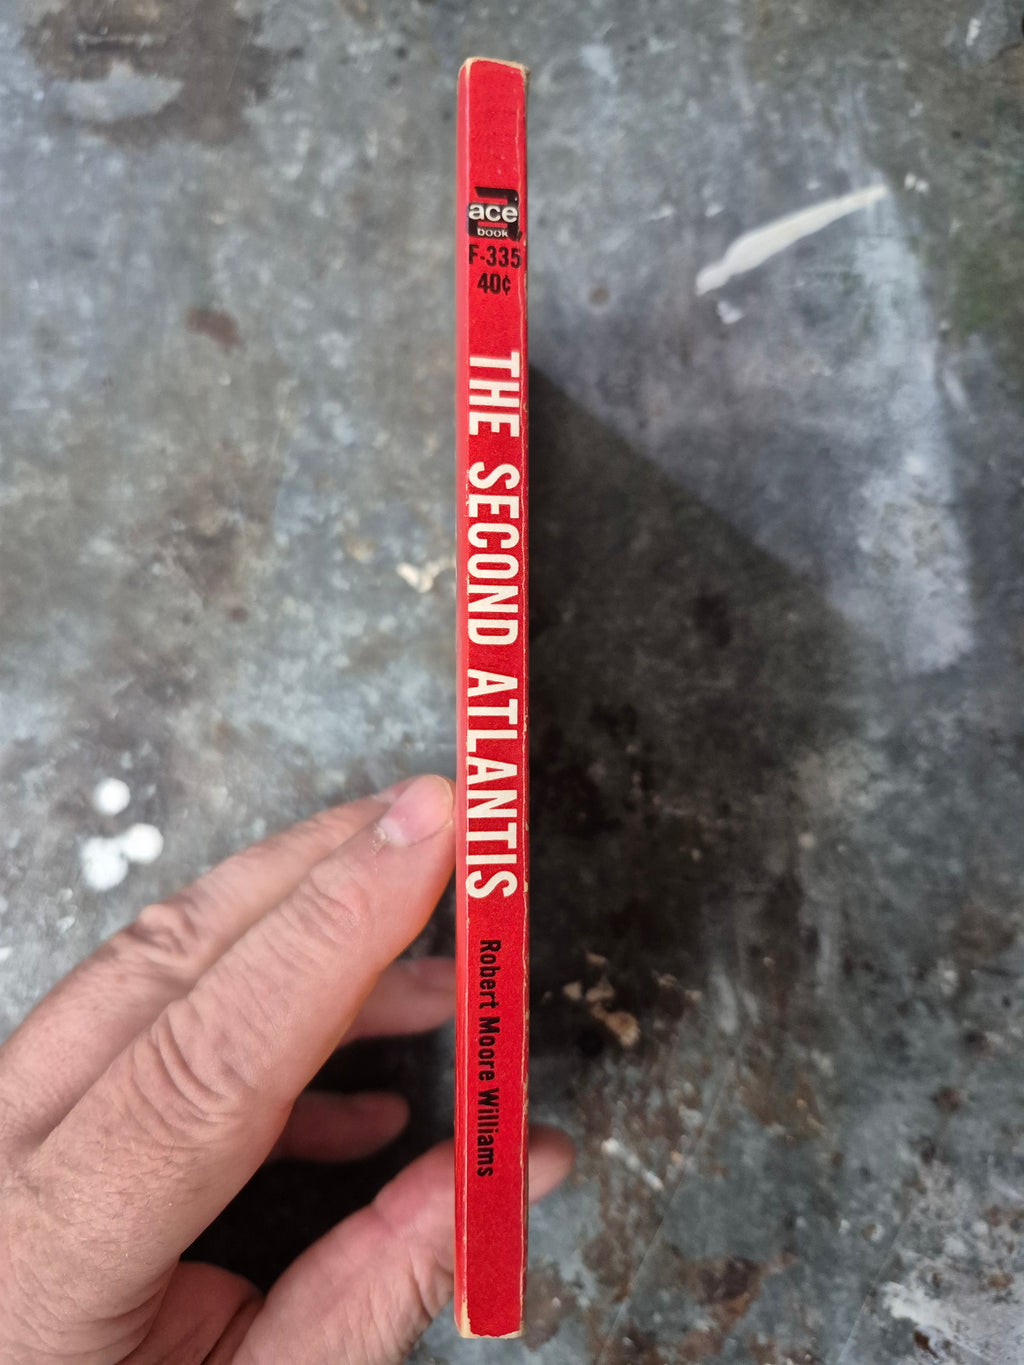 ace
book
F-335
40¢
THE SECOND ATLANTIS
Robert Moore Williams